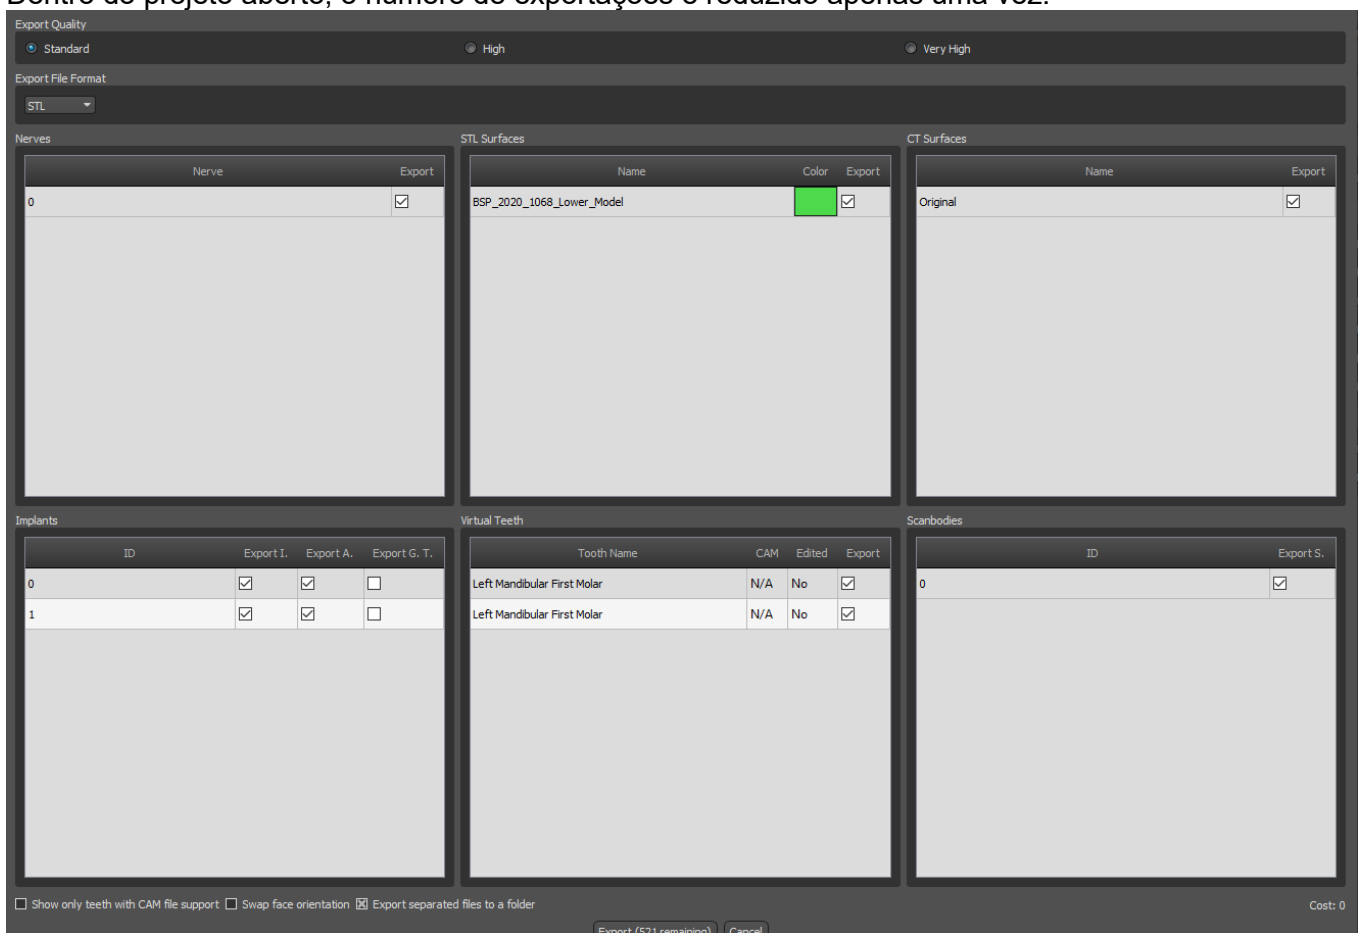 Dentro do projeto aberto, o número de exportações é reduzido apenas uma vez.
Export Quality
Standard High Very High
Export File Format
STL
Nerves STL Surfaces CT Surfaces
Nerve Export Name Color Export Name Export
0 BSP_2020_1068_Lower_Model Original
Implants Virtual Teeth Scanbodies
ID Export I. Export A. Export G. T. Tooth Name CAM Edited Export ID Export S.
0 Left Mandibular First Molar N/A No 0
1 Left Mandibular First Molar N/A No
Show only teeth with CAM file support Swap face orientation Export separated files to a folder Cost: 0
Export (521 remaining) Cancel